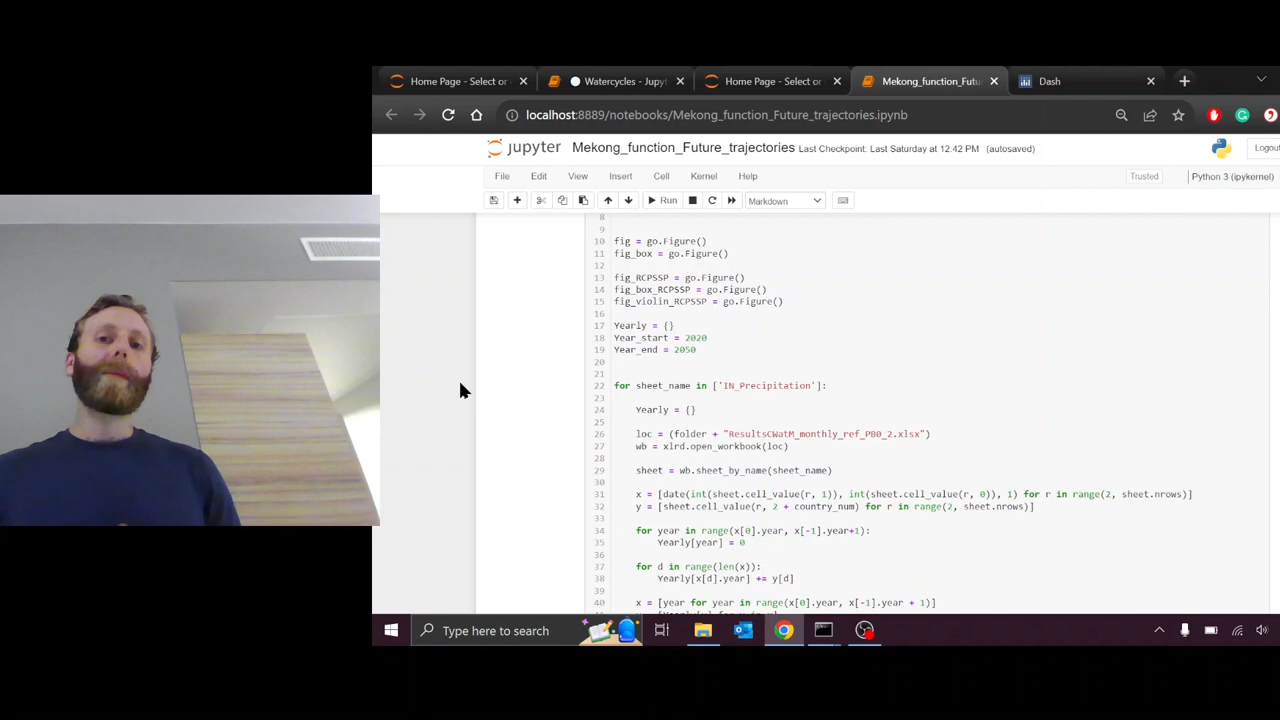 Home Page - Select or
Watercycles - Jupyt
Home Page - Select or
Mekong_function_Futu
Dash
localhost:8889/notebooks/Mekong_function_Future_trajectories.ipynb
jupyter Mekong_function_Future_trajectories Last Checkpoint: Last Saturday at 12:42 PM (autosaved)
Logout
File Edit View Insert Cell Kernel Help Trusted Python 3 (ipykernel)
Run Markdown
8
9
10 fig = go.Figure()
11 fig_box = go.Figure()
12
13 fig_RCPSSP = go.Figure()
14 fig_box_RCPSSP = go.Figure()
15 fig_violin_RCPSSP = go.Figure()
16
17 Yearly = {}
18 Year_start = 2020
19 Year_end = 2050
20
21
22 for sheet_name in ['IN_Precipitation']:
23
24 Yearly = {}
25
26 loc = (folder + "ResultsCWatM_monthly_ref_PB0_2.xlsx")
27 wb = xlrd.open_workbook(loc)
28
29 sheet = wb.sheet_by_name(sheet_name)
30
31 x = [date(int(sheet.cell_value(r, 1)), int(sheet.cell_value(r, 0)), 1) for r in range(2, sheet.nrows)]
32 y = [sheet.cell_value(r, 2 + country_num) for r in range(2, sheet.nrows)]
33
34 for year in range(x[0].year, x[-1].year+1):
35 Yearly[year] = 0
36
37 for d in range(len(x)):
38 Yearly[x[d].year] += y[d]
39
40 x = [year for year in range(x[0].year, x[-1].year + 1)]
Type here to search